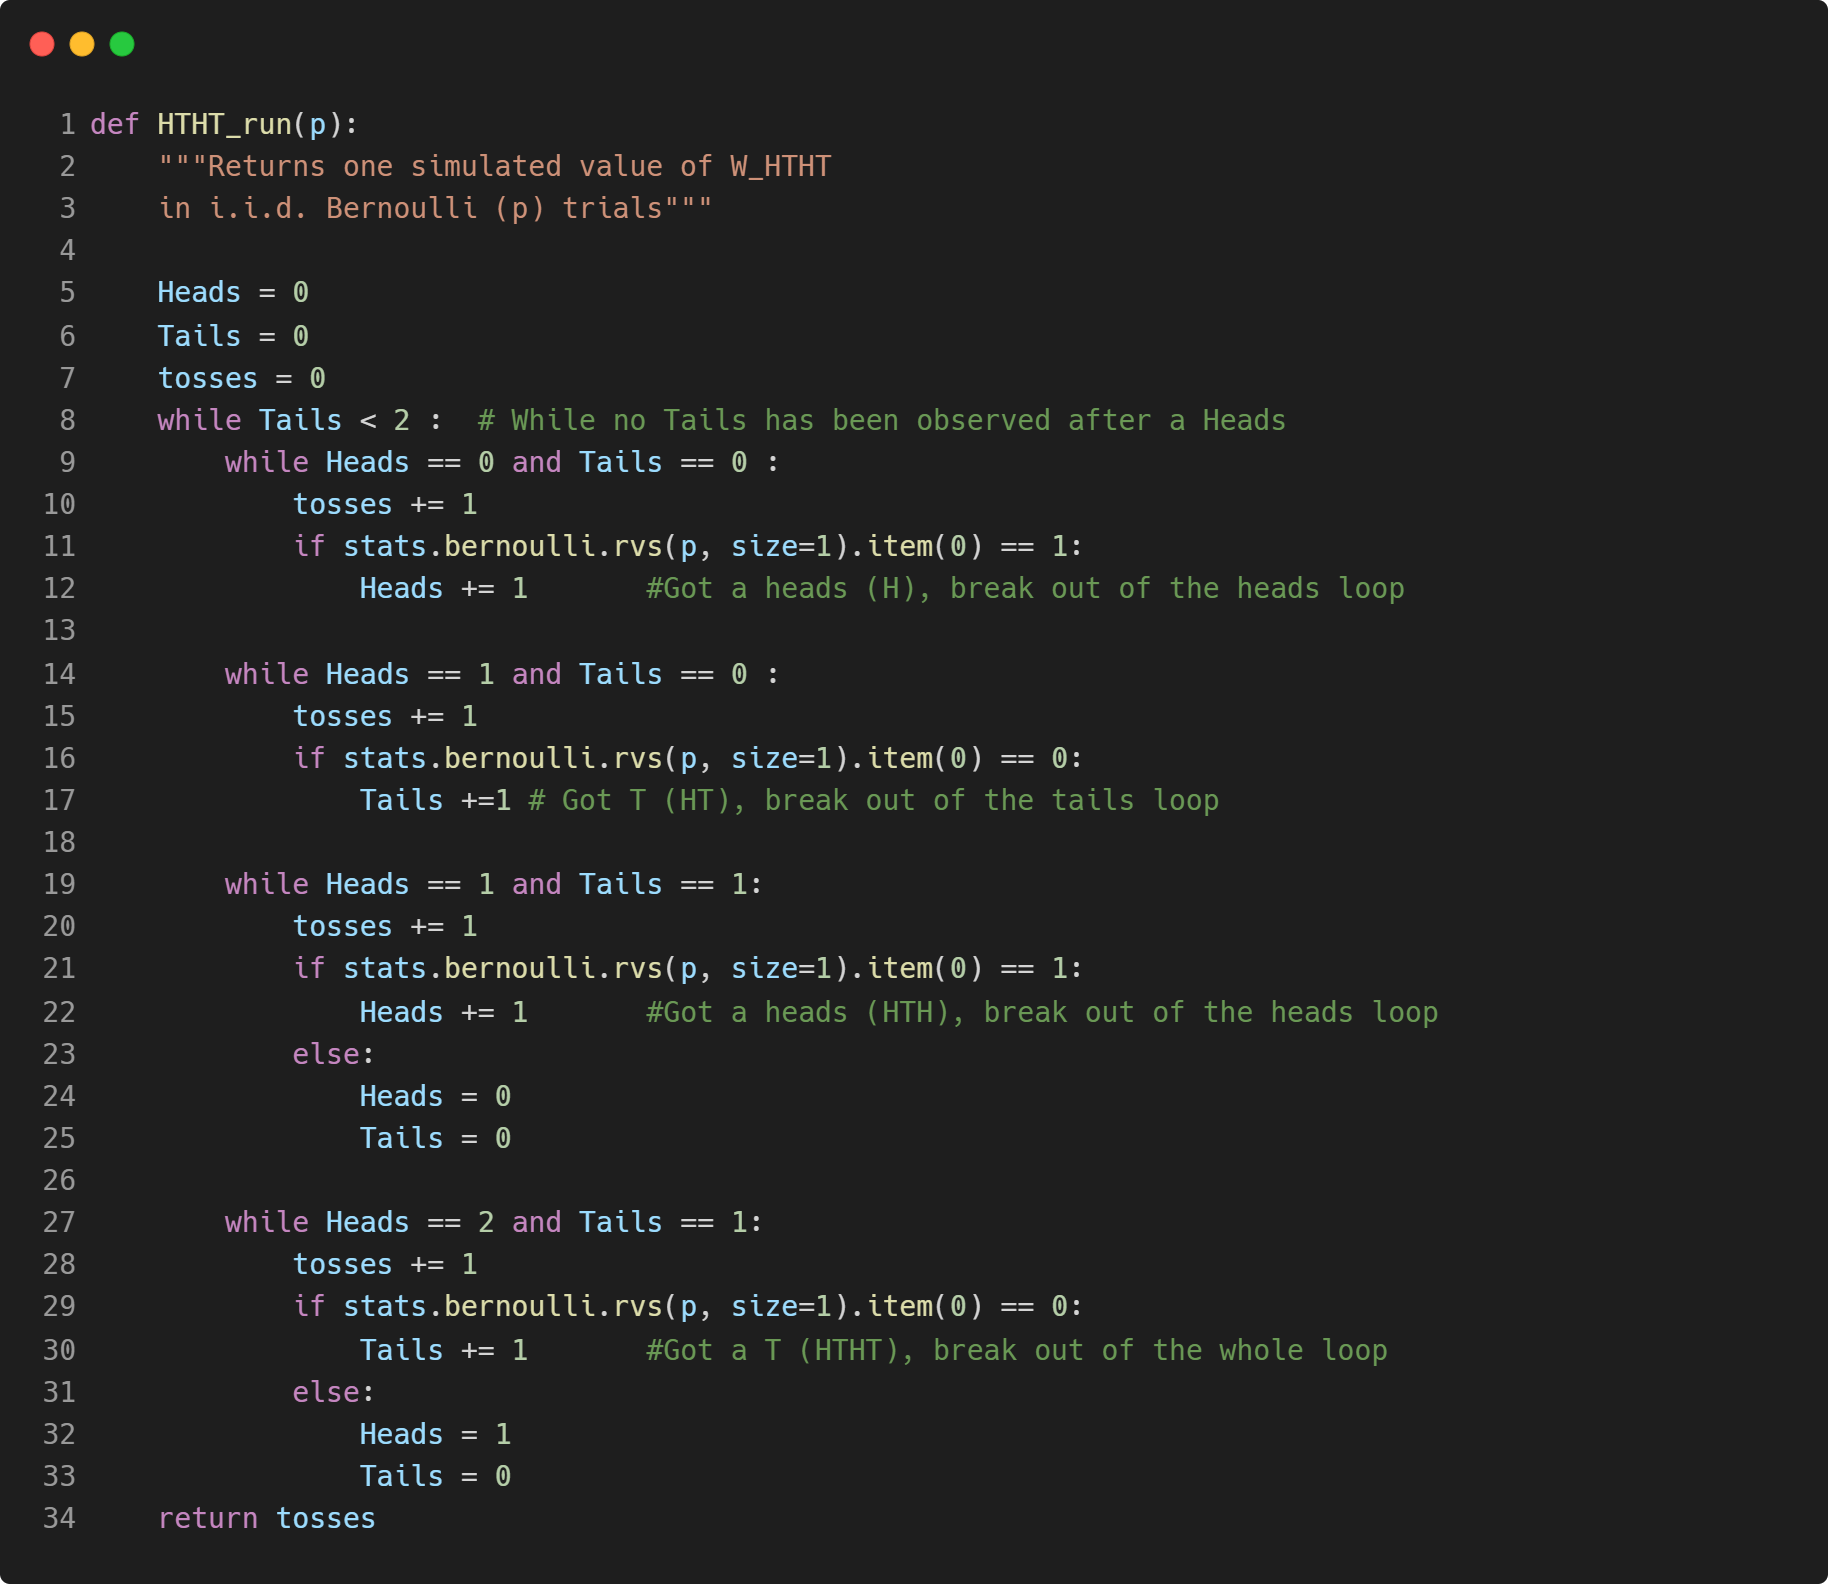 1 def HTHT_run(p):
2     """Returns one simulated value of W_HTHT
3     in i.i.d. Bernoulli (p) trials"""
4
5     Heads = 0
6     Tails = 0
7     tosses = 0
8     while Tails < 2 :  # While no Tails has been observed after a Heads
9         while Heads == 0 and Tails == 0 :
10             tosses += 1
11             if stats.bernoulli.rvs(p, size=1).item(0) == 1:
12                 Heads += 1       #Got a heads (H), break out of the heads loop
13
14         while Heads == 1 and Tails == 0 :
15             tosses += 1
16             if stats.bernoulli.rvs(p, size=1).item(0) == 0:
17                 Tails +=1 # Got T (HT), break out of the tails loop
18
19         while Heads == 1 and Tails == 1:
20             tosses += 1
21             if stats.bernoulli.rvs(p, size=1).item(0) == 1:
22                 Heads += 1       #Got a heads (HTH), break out of the heads loop
23             else:
24                 Heads = 0
25                 Tails = 0
26
27         while Heads == 2 and Tails == 1:
28             tosses += 1
29             if stats.bernoulli.rvs(p, size=1).item(0) == 0:
30                 Tails += 1       #Got a T (HTHT), break out of the whole loop
31             else:
32                 Heads = 1
33                 Tails = 0
34     return tosses